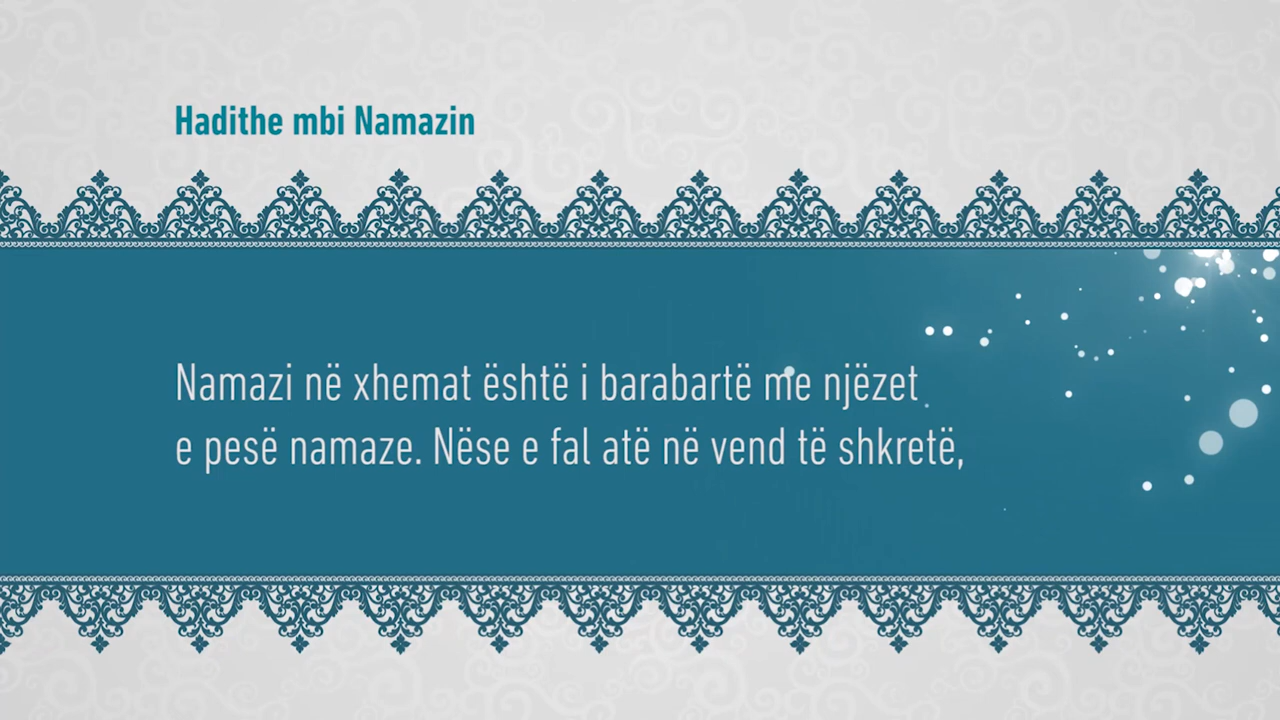 Hadithe mbi Namazin
Namazi në xhemat është i barabartë me njëzet
e pesë namaze. Nëse e fal atë në vend të shkretë,